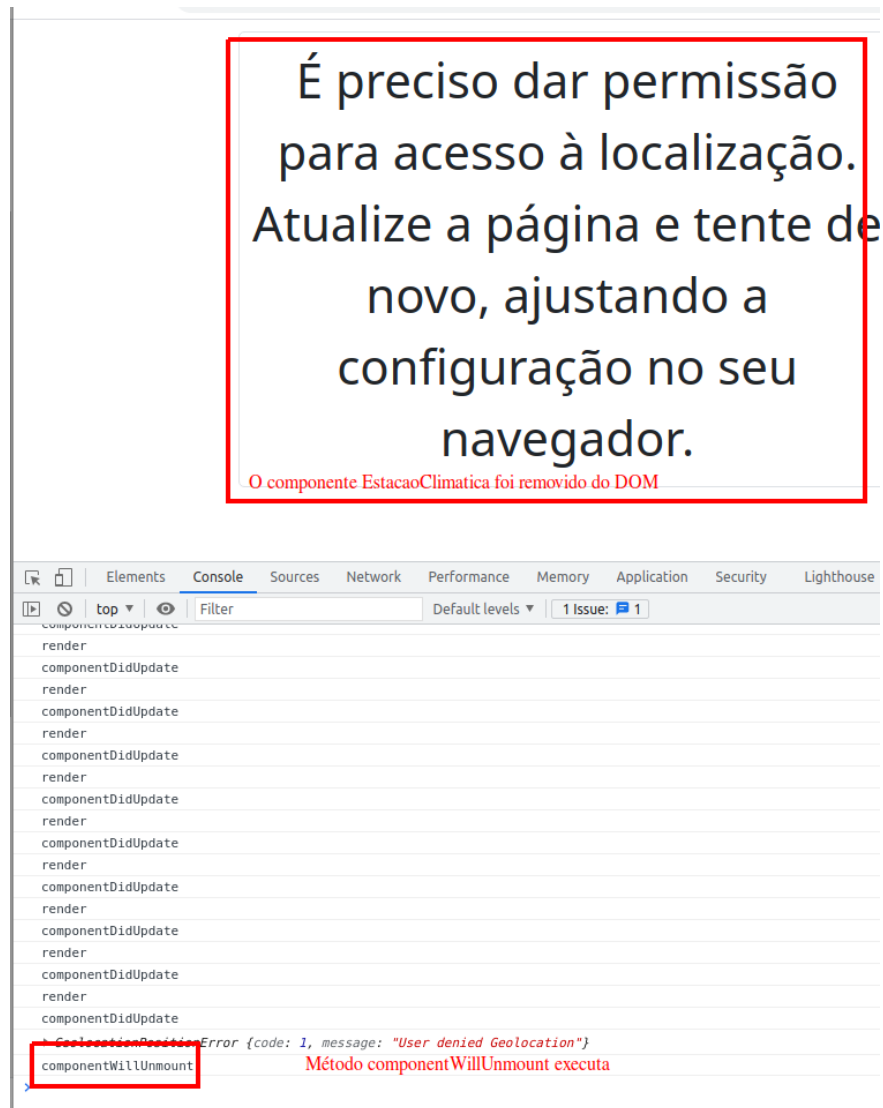 É preciso dar permissão
para acesso à localização.
Atualize a página e tente de
novo, ajustando a
configuração no seu
navegador.
O componente EstacaoClimatica foi removido do DOM
Elements Console Sources Network Performance Memory Application Security Lighthouse
top ▼ Filter Default levels ▼ 1 Issue: 1
componentDidUpdate
render
componentDidUpdate
render
componentDidUpdate
render
componentDidUpdate
render
componentDidUpdate
render
componentDidUpdate
render
componentDidUpdate
render
componentDidUpdate
render
componentDidUpdate
render
componentDidUpdate
GeolocationPositionError {code: 1, message: "User denied Geolocation"}
componentWillUnmount Método componentWillUnmount executa